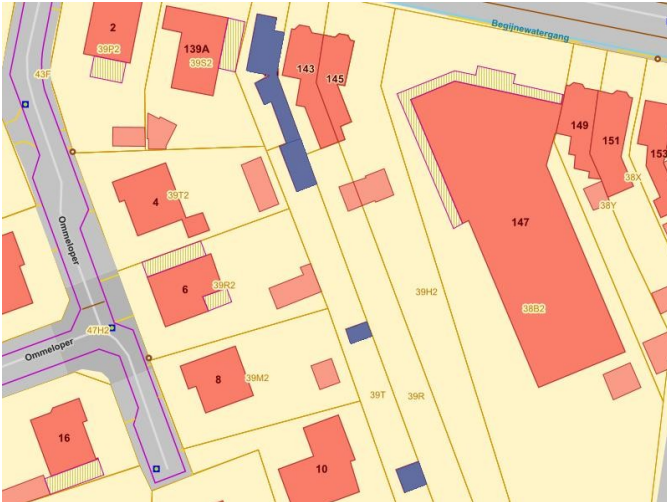 2
39P2
139A
39S2
143
145
Begijnewatergang
43F
149
151
153
38X
38Y
4
39T2
Ommeloper
147
6
39R2
39H2
38B2
47H2
Ommeloper
8
39M2
39T
39R
16
10